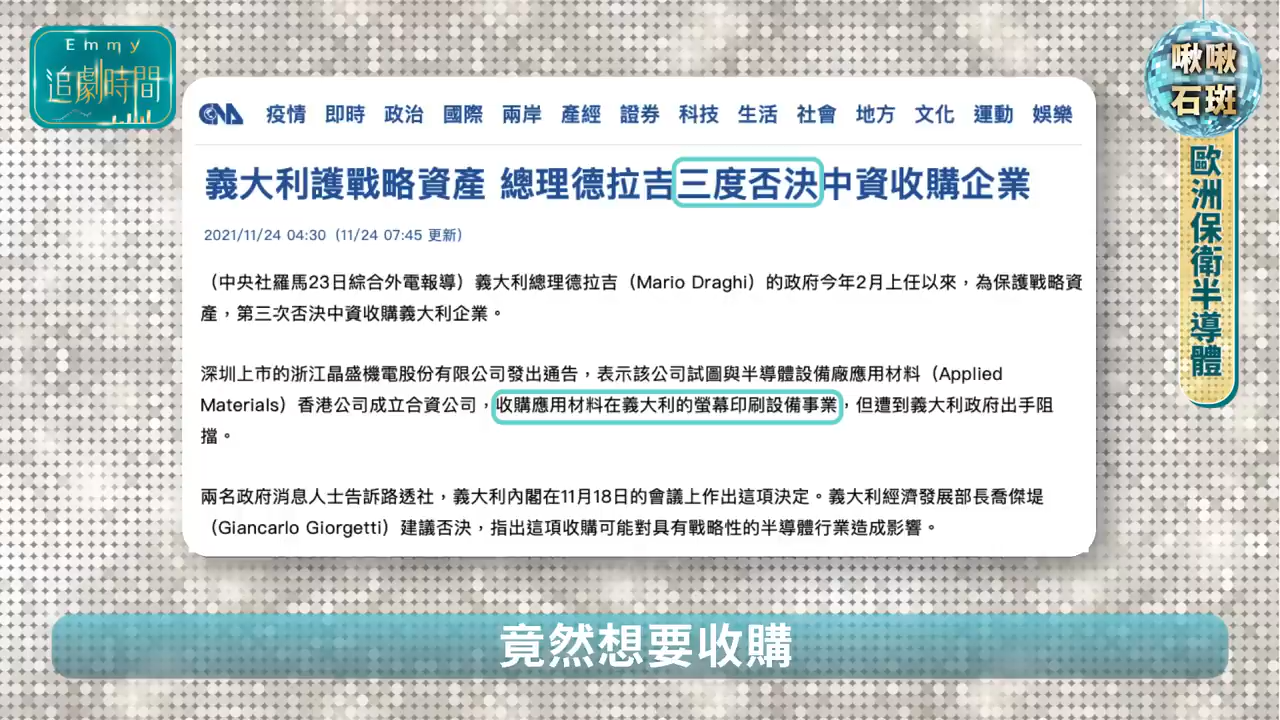 Emmy
追劇時間
啾啾
石斑
歐洲保衛半導體
CNA 疫情 即時 政治 國際 兩岸 產經 證券 科技 生活 社會 地方 文化 運動 娛樂
義大利護戰略資產 總理德拉吉三度否決中資收購企業
2021/11/24 04:30（11/24 07:45 更新）
（中央社羅馬23日綜合外電報導）義大利總理德拉吉（Mario Draghi）的政府今年2月上任以來，為保護戰略資
產，第三次否決中資收購義大利企業。
深圳上市的浙江晶盛機電股份有限公司發出通告，表示該公司試圖與半導體設備廠應用材料（Applied
Materials）香港公司成立合資公司，收購應用材料在義大利的螢幕印刷設備事業，但遭到義大利政府出手阻
擋。
兩名政府消息人士告訴路透社，義大利內閣在11月18日的會議上作出這項決定。義大利經濟發展部長喬傑堤
（Giancarlo Giorgetti）建議否決，指出這項收購可能對具有戰略性的半導體行業造成影響。
竟然想要收購